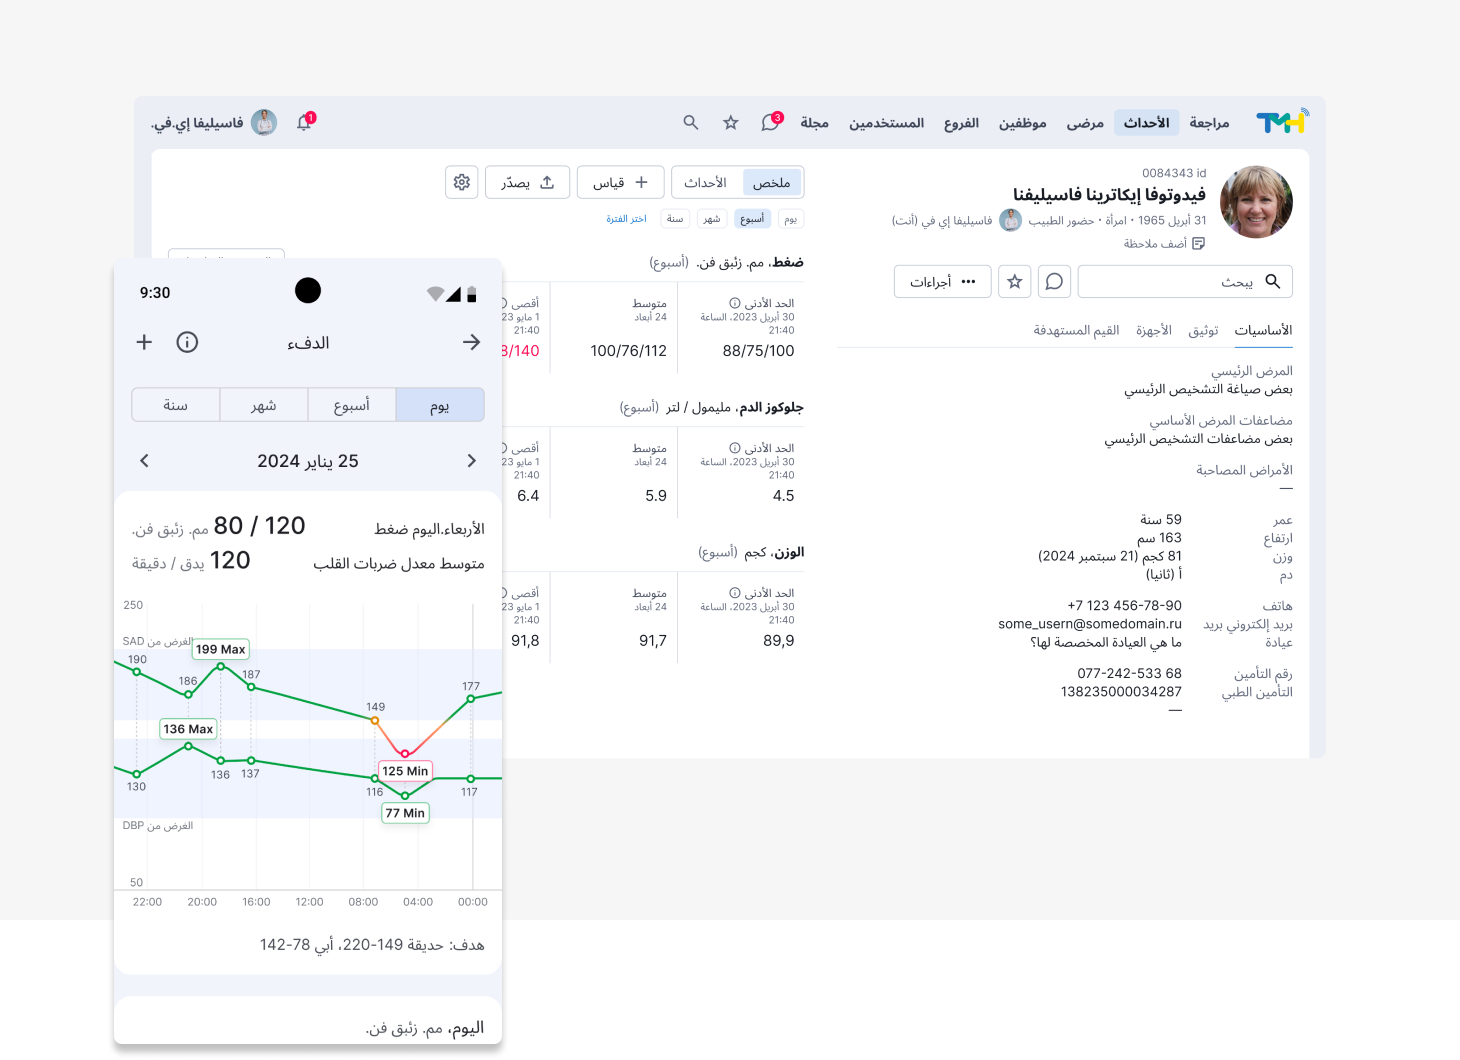 TMH
مراجعة
الأحداث
مرضى
موظفين
الفروع
المستخدمين
مجلة
3
1
فاسيليفا إي.في.
0084343 id
فيدوتوفا إيكاترينا فاسيليفنا
31 أبريل 1965 • امرأة • حضور الطبيب فاسيليفا إي في (أنت)
أضف ملاحظة
يبحث
••• أجراءات
الأساسيات
توثيق
الأجهزة
القيم المستهدفة
المرض الرئيسي
بعض صياغة التشخيص الرئيسي
مضاعفات المرض الأساسي
بعض مضاعفات التشخيص الرئيسي
الأمراض المصاحبة
—
عمر 59 سنة
ارتفاع 163 سم
وزن 81 كجم (21 سبتمبر 2024)
دم أ (ثانيا)
هاتف +7 123 456-78-90
بريد إلكتروني بريد some_usern@somedomain.ru
عيادة ما هي العيادة المخصصة لها؟
رقم التأمين 077-242-533 68
التأمين الطبي 138235000034287
—
ملخص
الأحداث
+ قياس
يصدّر
يوم
أسبوع
شهر
سنة
اختر الفترة
ضغط، مم. زئبق فن. (أسبوع)
الحد الأدنى
30 أبريل 2023، الساعة
21:40
88/75/100
متوسط
24 أبعاد
100/76/112
أقصى
1 مايو 23
21:40
8/140
جلوكوز الدم، مليمول / لتر (أسبوع)
الحد الأدنى
30 أبريل 2023، الساعة
21:40
4.5
متوسط
24 أبعاد
5.9
أقصى
1 مايو 23
21:40
6.4
الوزن، كجم (أسبوع)
الحد الأدنى
30 أبريل 2023، الساعة
21:40
89,9
متوسط
24 أبعاد
91,7
أقصى
1 مايو 23
21:40
91,8
9:30
الدفء
يوم
أسبوع
شهر
سنة
25 يناير 2024
الأربعاء.اليوم ضغط
120 / 80 مم. زئبق فن.
متوسط معدل ضربات القلب
120 يدق / دقيقة
250
الغرض من SAD
190
186
199 Max
187
149
125 Min
177
130
136 Max
136
137
116
77 Min
117
الغرض من DBP
50
22:00
20:00
16:00
12:00
08:00
04:00
00:00
هدف: حديقة 149-220، أبي 78-142
اليوم، مم. زئبق فن.